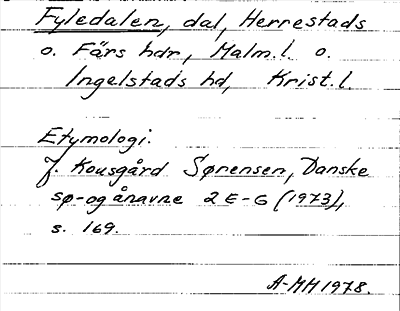 Fyledalen, dal, Herrestads
o. Färs hdr, Malm. l. o.
Ingelstads hd, Krist. l.
Etymologi.
J. Kousgård Sørensen, Danske
sø- og ånavne 2 E-G (1973),
s. 169.
A-MH 1978.